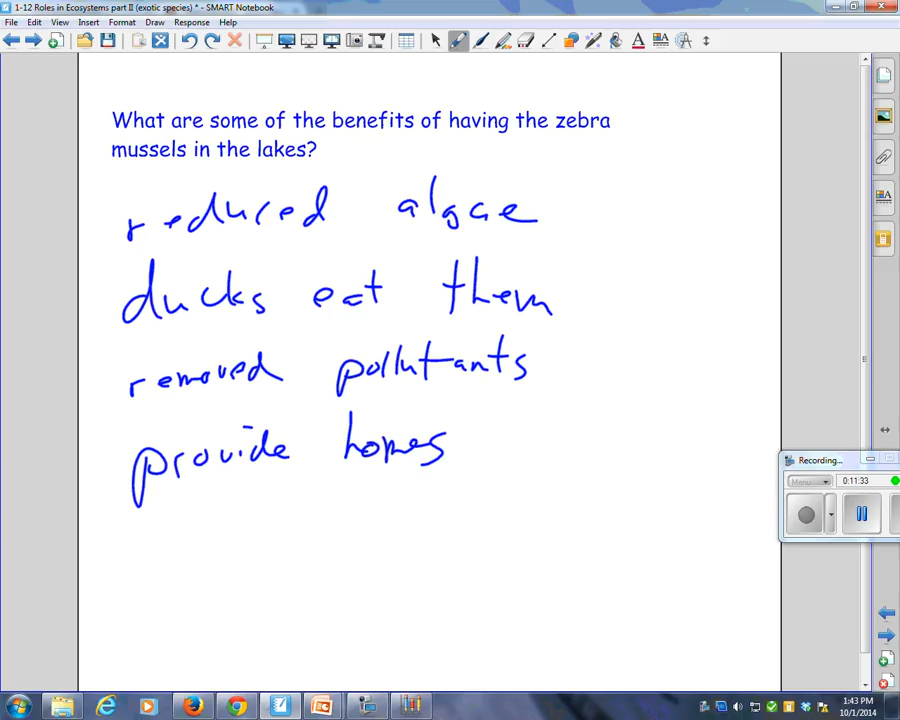 1-12 Roles in Ecosystems part II (exotic species) * - SMART Notebook
File Edit View Insert Format Draw Response Help
What are some of the benefits of having the zebra
mussels in the lakes?
reduced algae
ducks eat them
removed pollutants
provide homes
Recording...
Menu 0:11:33
1:43 PM
10/1/2014